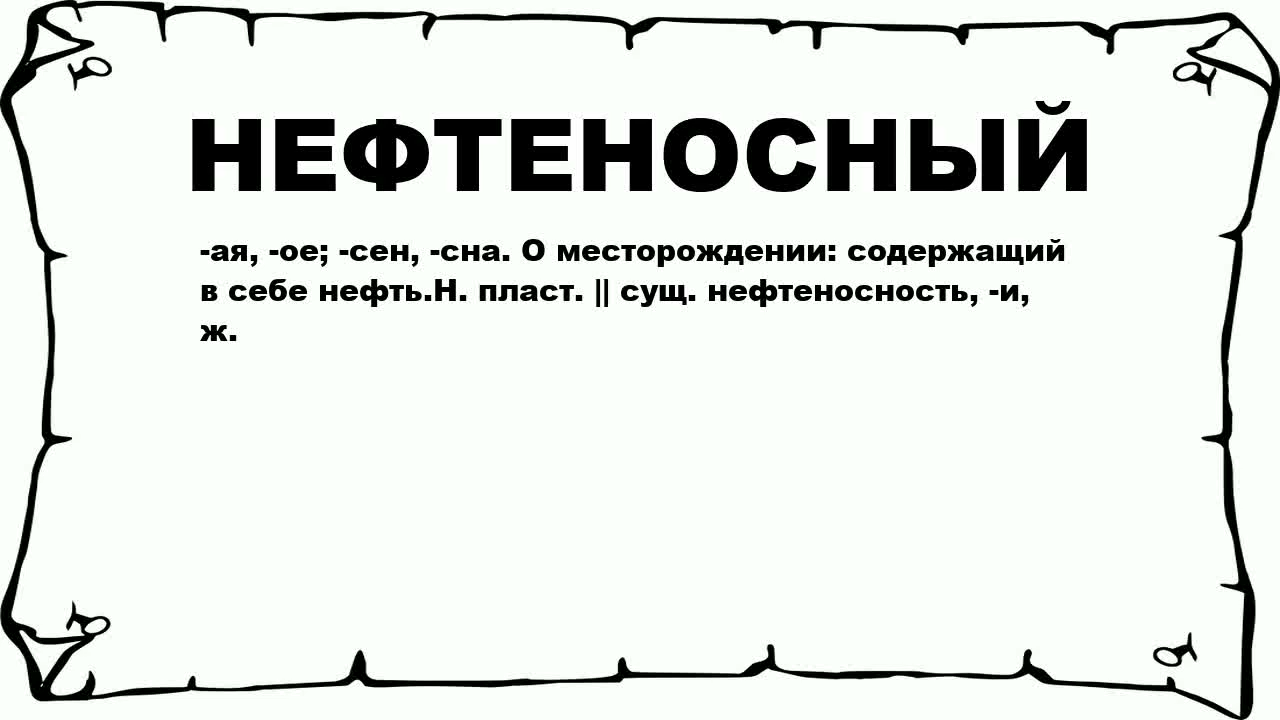 НЕФТЕНОСНЫЙ
-ая, -ое; -сен, -сна. О месторождении: содержащий
в себе нефть.Н. пласт. || сущ. нефтеносность, -и,
ж.